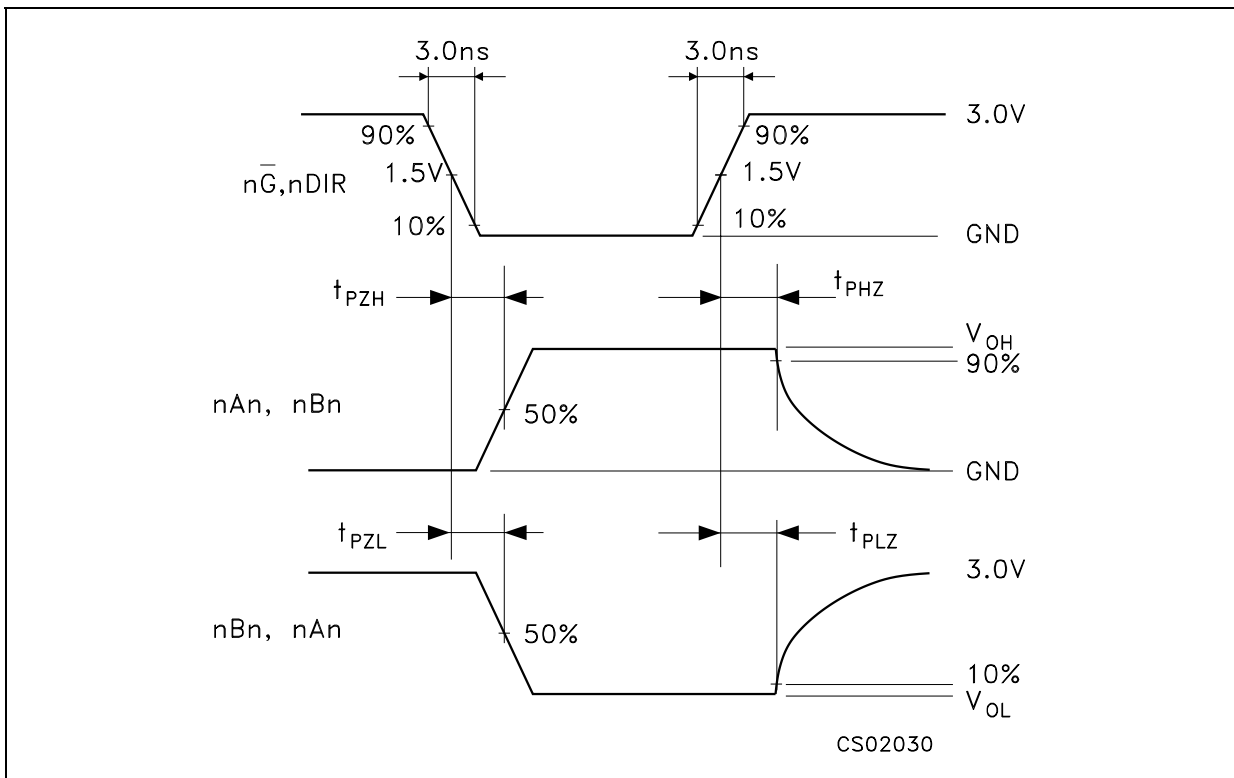 3.0ns 3.0ns
3.0V
90% 90%
nG̅,nDIR 1.5V 1.5V
10% 10%
GND
tPZH tPHZ
VOH
90%
nAn, nBn 50%
GND
tPZL tPLZ
3.0V
nBn, nAn 50%
10%
VOL
CS02030